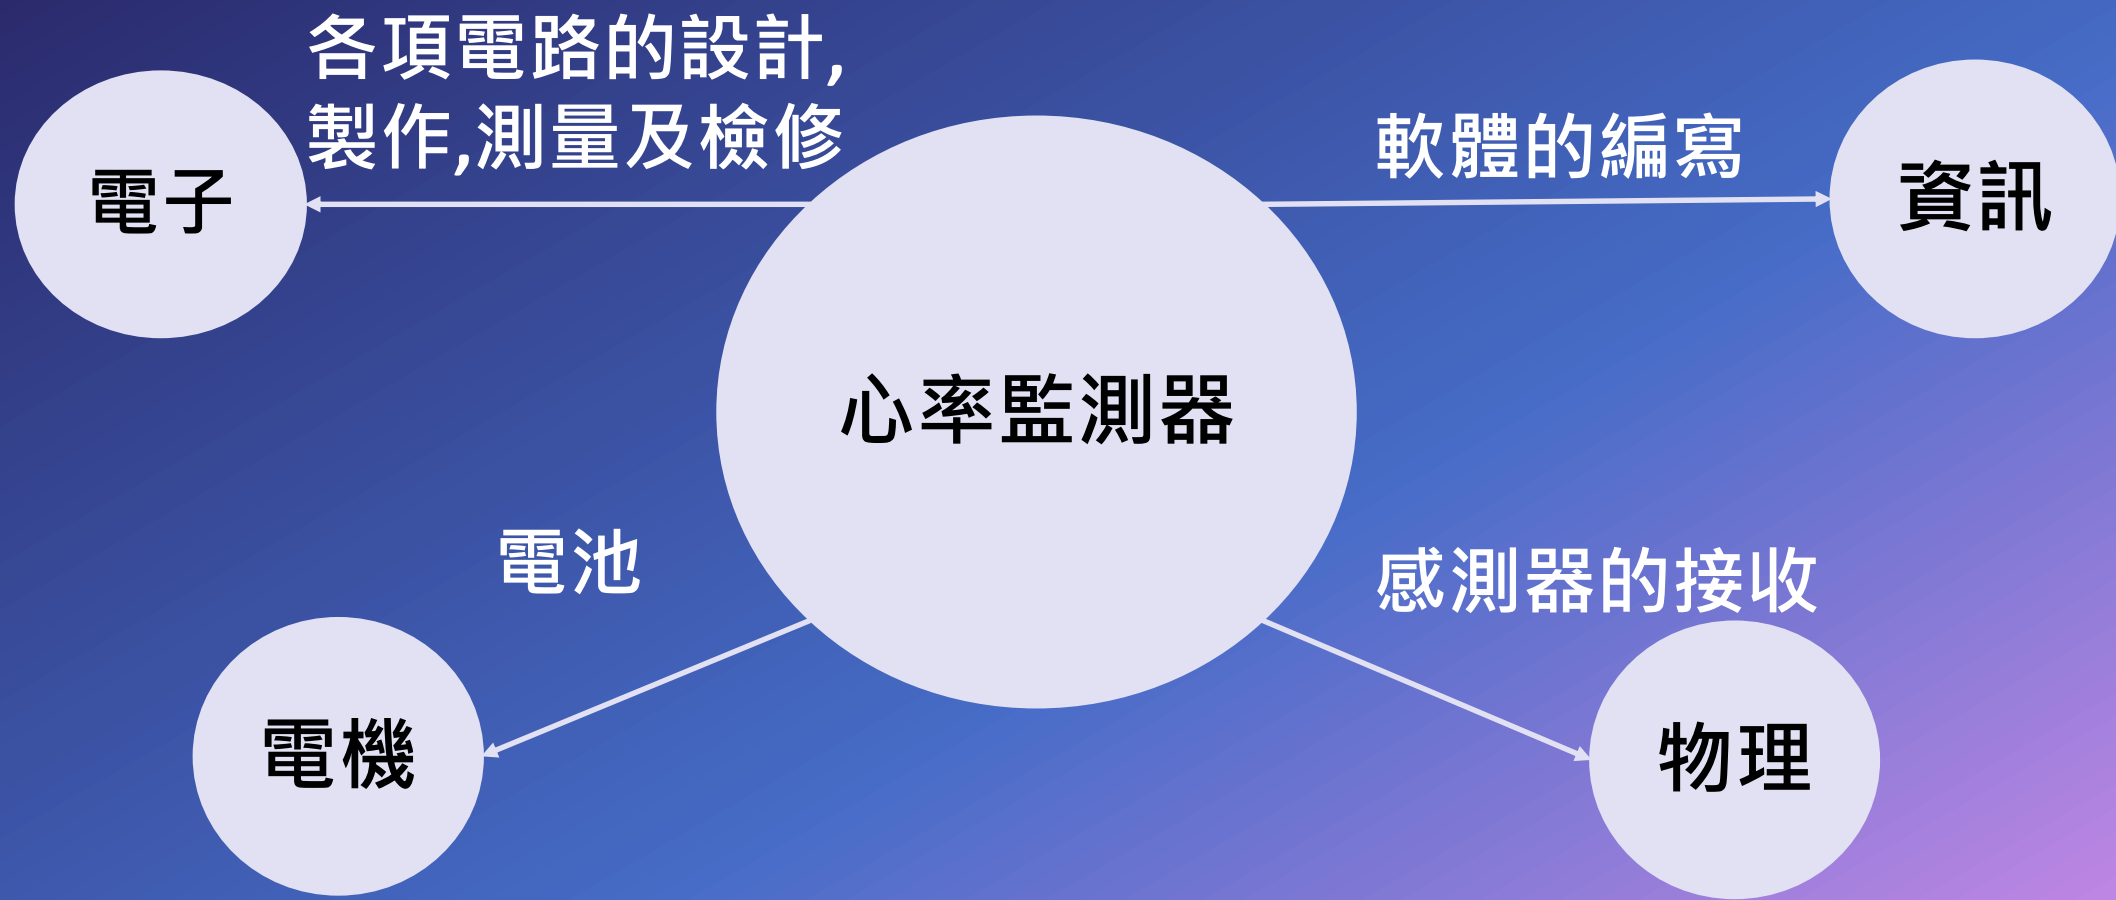 各項電路的設計,
製作,測量及檢修
電子
軟體的編寫
資訊
心率監測器
電池
電機
感測器的接收
物理